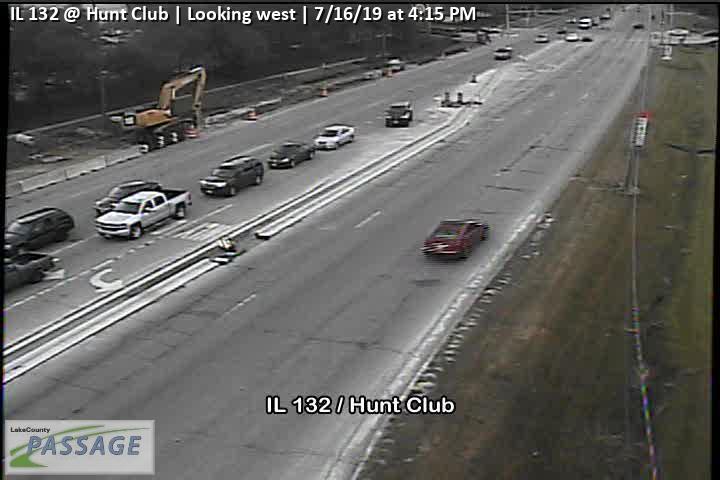 IL 132 @ Hunt Club | Looking west | 7/16/19 at 4:15 PM
IL 132 / Hunt Club
LakeCounty
PASSAGE